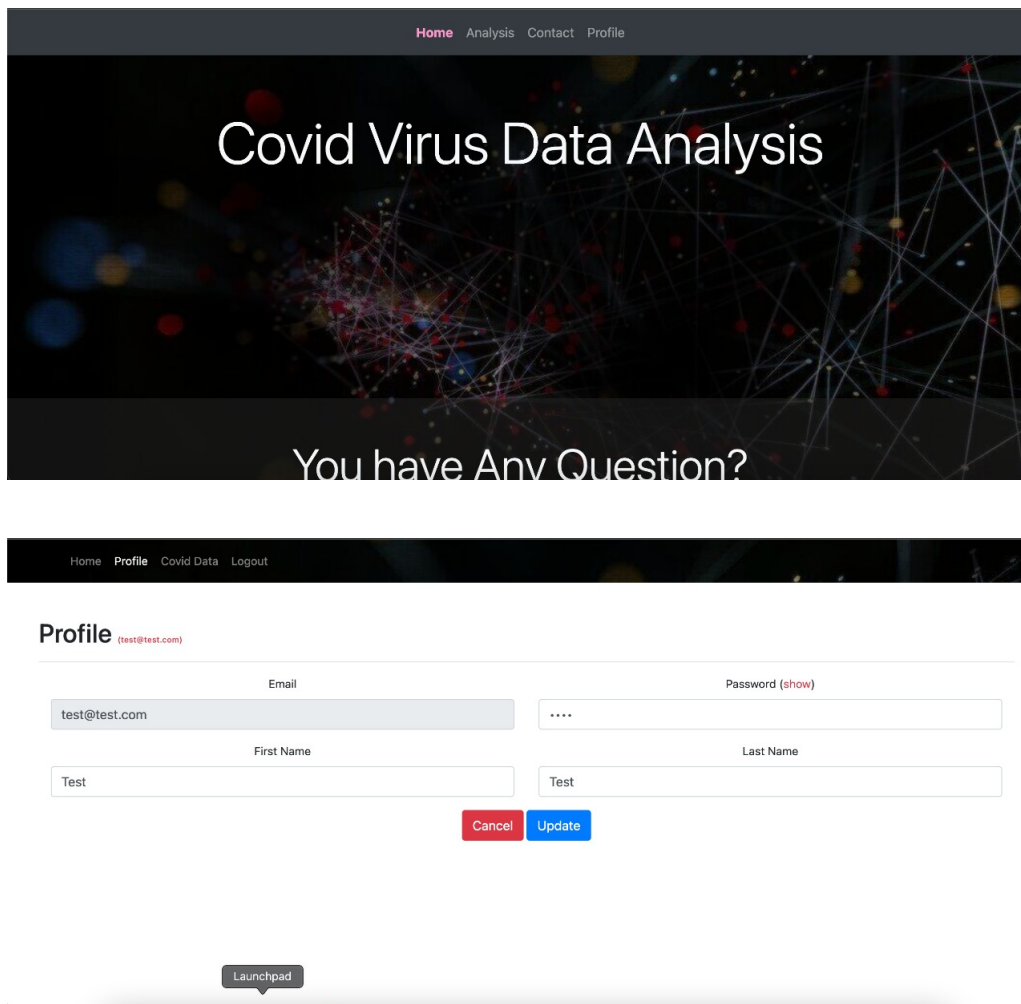 Home Analysis Contact Profile
Covid Virus Data Analysis
You have Any Question?
Home Profile Covid Data Logout
Profile (test@test.com)
Email Password (show)
test@test.com ••••
First Name Last Name
Test Test
Cancel Update
Launchpad